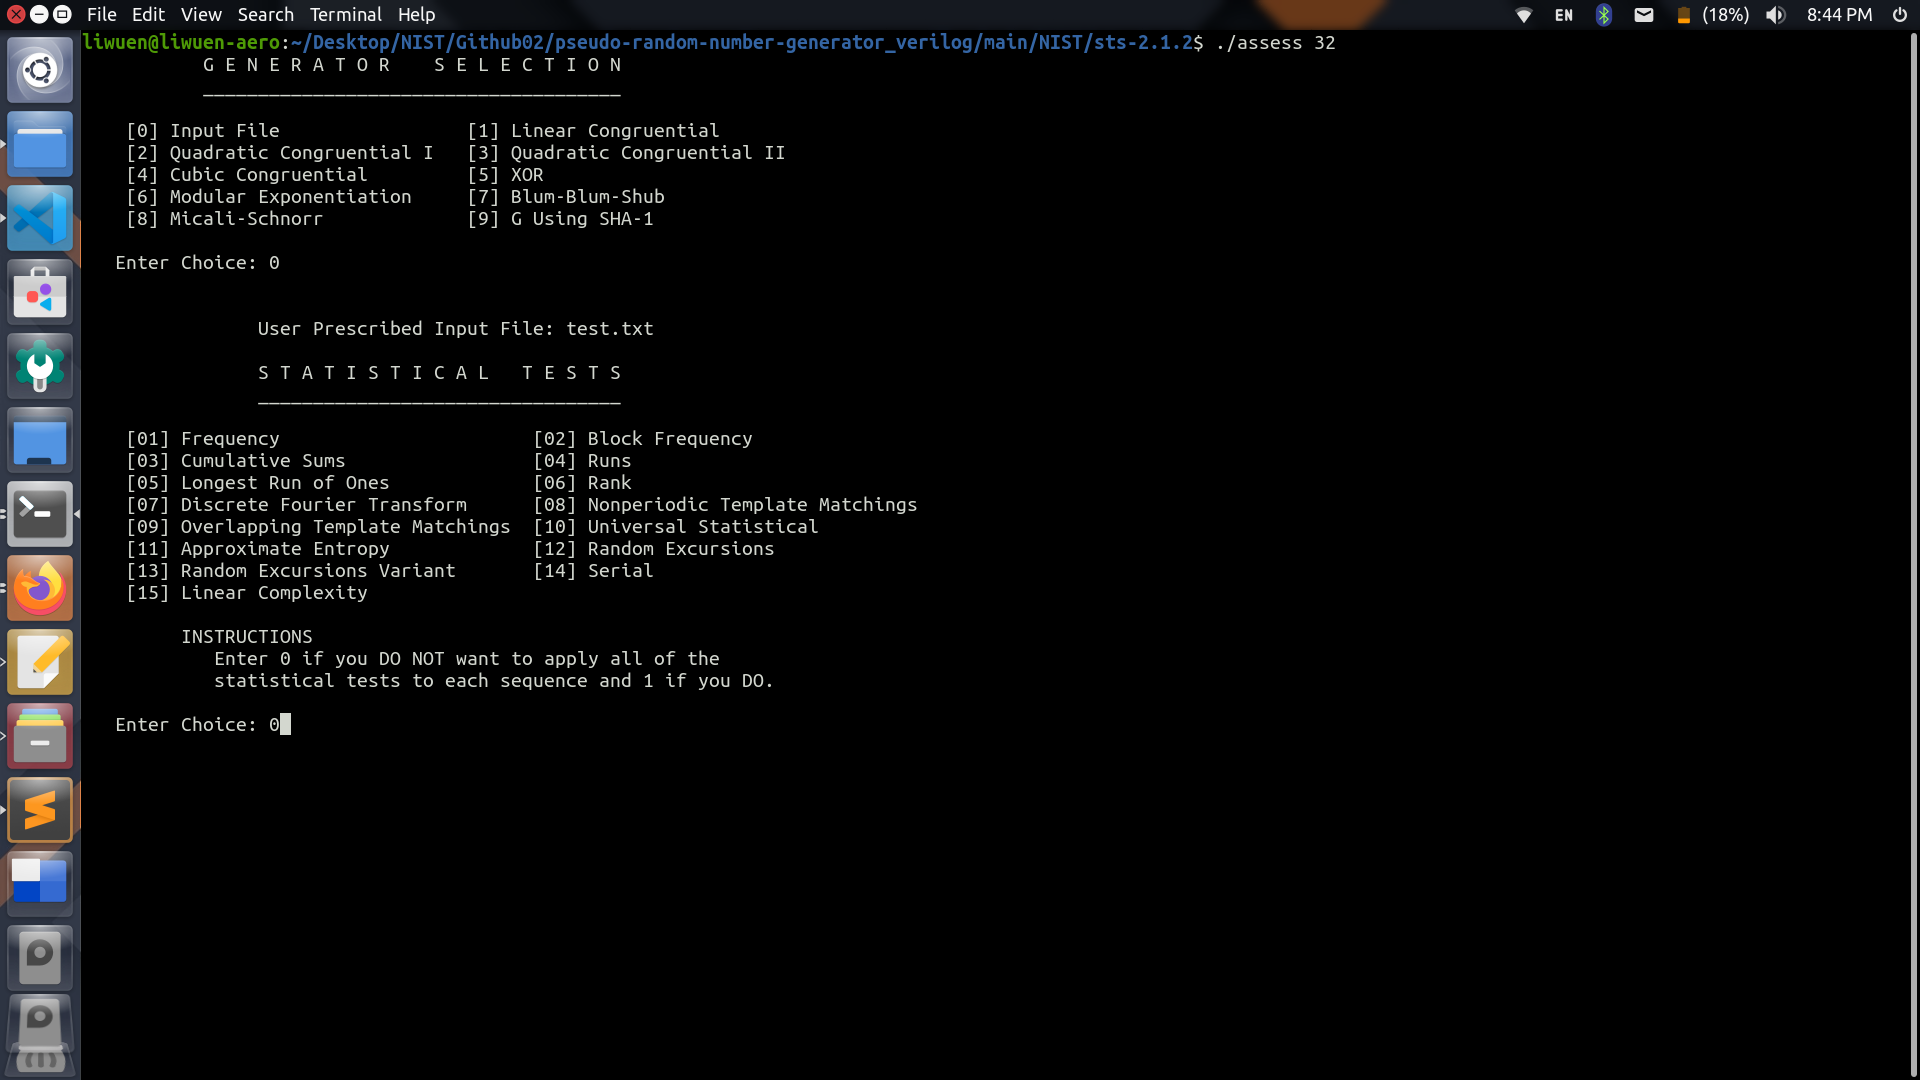 File Edit View Search Terminal Help EN (18%) 8:44 PM
liwuen@liwuen-aero:~/Desktop/NIST/Github02/pseudo-random-number-generator_verilog/main/NIST/sts-2.1.2$ ./assess 32
G E N E R A T O R    S E L E C T I O N
______________________________________
[0] Input File                 [1] Linear Congruential
[2] Quadratic Congruential I   [3] Quadratic Congruential II
[4] Cubic Congruential         [5] XOR
[6] Modular Exponentiation     [7] Blum-Blum-Shub
[8] Micali-Schnorr             [9] G Using SHA-1
Enter Choice: 0
User Prescribed Input File: test.txt
S T A T I S T I C A L   T E S T S
_________________________________
[01] Frequency                       [02] Block Frequency
[03] Cumulative Sums                 [04] Runs
[05] Longest Run of Ones             [06] Rank
[07] Discrete Fourier Transform      [08] Nonperiodic Template Matchings
[09] Overlapping Template Matchings  [10] Universal Statistical
[11] Approximate Entropy             [12] Random Excursions
[13] Random Excursions Variant       [14] Serial
[15] Linear Complexity
INSTRUCTIONS
Enter 0 if you DO NOT want to apply all of the
statistical tests to each sequence and 1 if you DO.
Enter Choice: 0